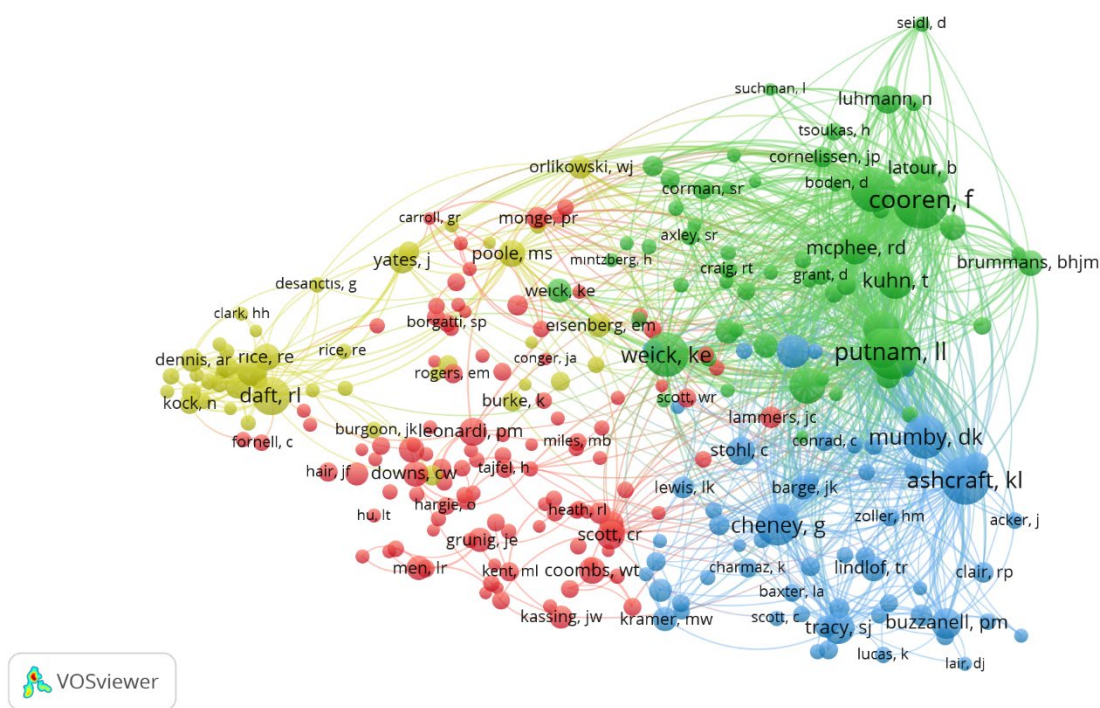 seidl, d
suchman, l
luhmann, n
tsoukas, h
orlikowski, wj
cornelissen, jp
latour, b
corman, sr
boden, d
cooren, f
carroll, gr
monge, pr
axley, sr
mcphee, rd
yates, j
poole, ms
mintzberg, h
craig, rt
grant, d
kuhn, t
brummans, bhjm
desanctis, g
weick, ke
clark, hh
borgatti, sp
eisenberg, em
dennis, ar
rice, re
rice, re
conger, ja
weick, ke
putnam, ll
rogers, em
daft, rl
kock, n
burke, k
scott, wr
lammers, jc
burgoon, jk
leonardi, pm
fornell, c
miles, mb
stohl, c
conrad, c
mumby, dk
hair, jf
downs, cw
tajfel, h
lewis, lk
barge, jk
ashcraft, kl
hargie, o
heath, rl
hu, lt
cheney, g
zoller, hm
acker, j
grunig, je
scott, cr
men, lr
kent, ml
coombs, wt
charmaz, k
lindlof, tr
clair, rp
baxter, la
kassing, jw
kramer, mw
scott, c
tracy, sj
buzzanell, pm
lucas, k
lair, dj
VOSviewer